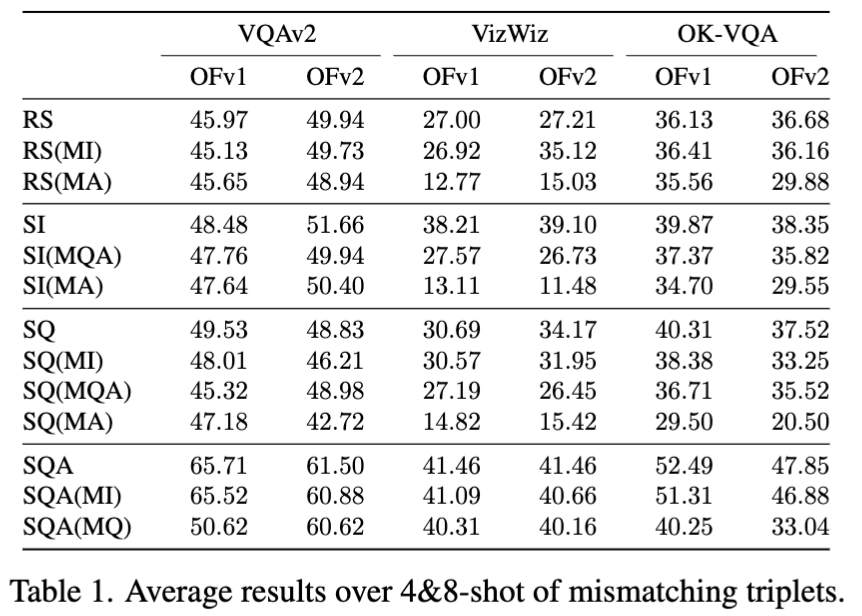 VQAv2 VizWiz OK-VQA
OFv1 OFv2 OFv1 OFv2 OFv1 OFv2
RS 45.97 49.94 27.00 27.21 36.13 36.68
RS(MI) 45.13 49.73 26.92 35.12 36.41 36.16
RS(MA) 45.65 48.94 12.77 15.03 35.56 29.88
SI 48.48 51.66 38.21 39.10 39.87 38.35
SI(MQA) 47.76 49.94 27.57 26.73 37.37 35.82
SI(MA) 47.64 50.40 13.11 11.48 34.70 29.55
SQ 49.53 48.83 30.69 34.17 40.31 37.52
SQ(MI) 48.01 46.21 30.57 31.95 38.38 33.25
SQ(MQA) 45.32 48.98 27.19 26.45 36.71 35.52
SQ(MA) 47.18 42.72 14.82 15.42 29.50 20.50
SQA 65.71 61.50 41.46 41.46 52.49 47.85
SQA(MI) 65.52 60.88 41.09 40.66 51.31 46.88
SQA(MQ) 50.62 60.62 40.31 40.16 40.25 33.04
Table 1. Average results over 4&8-shot of mismatching triplets.